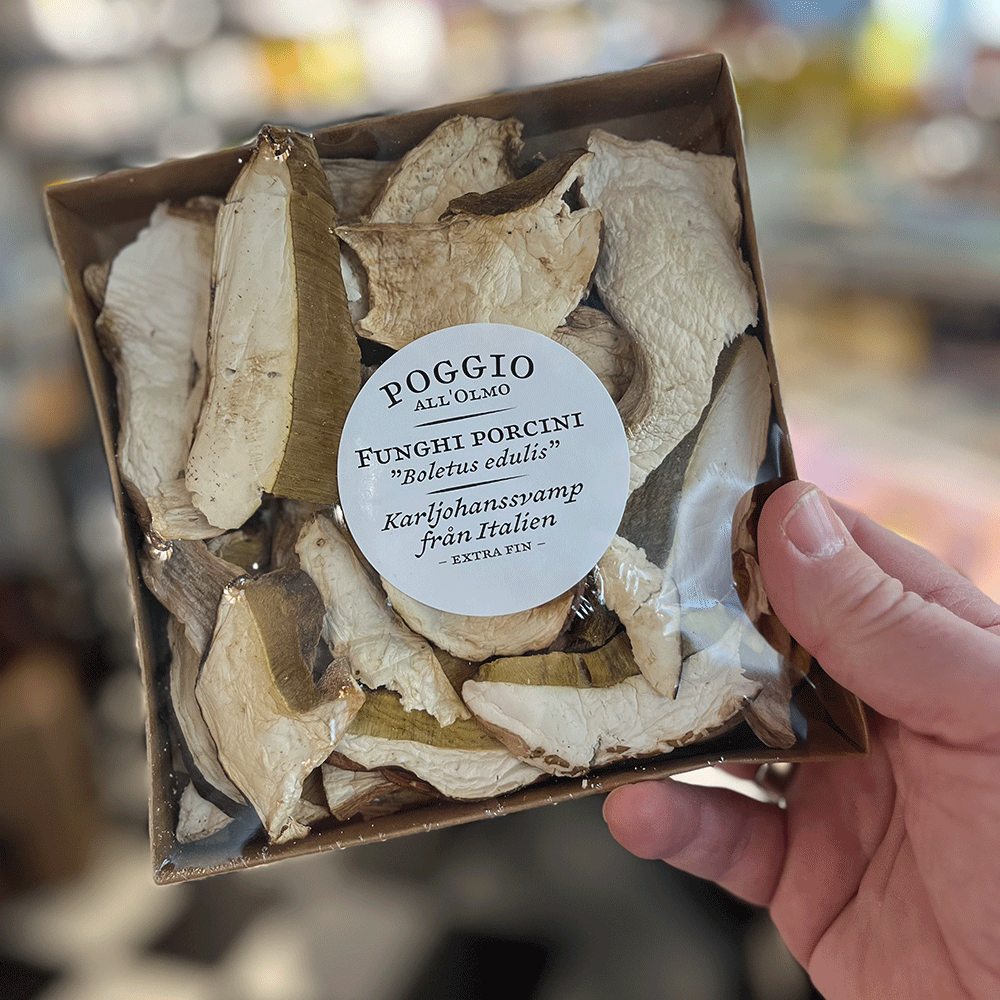 POGGIO
ALL'OLMO
FUNGHI PORCINI
”Boletus edulis”
Karljohanssvamp
från Italien
– EXTRA FIN –